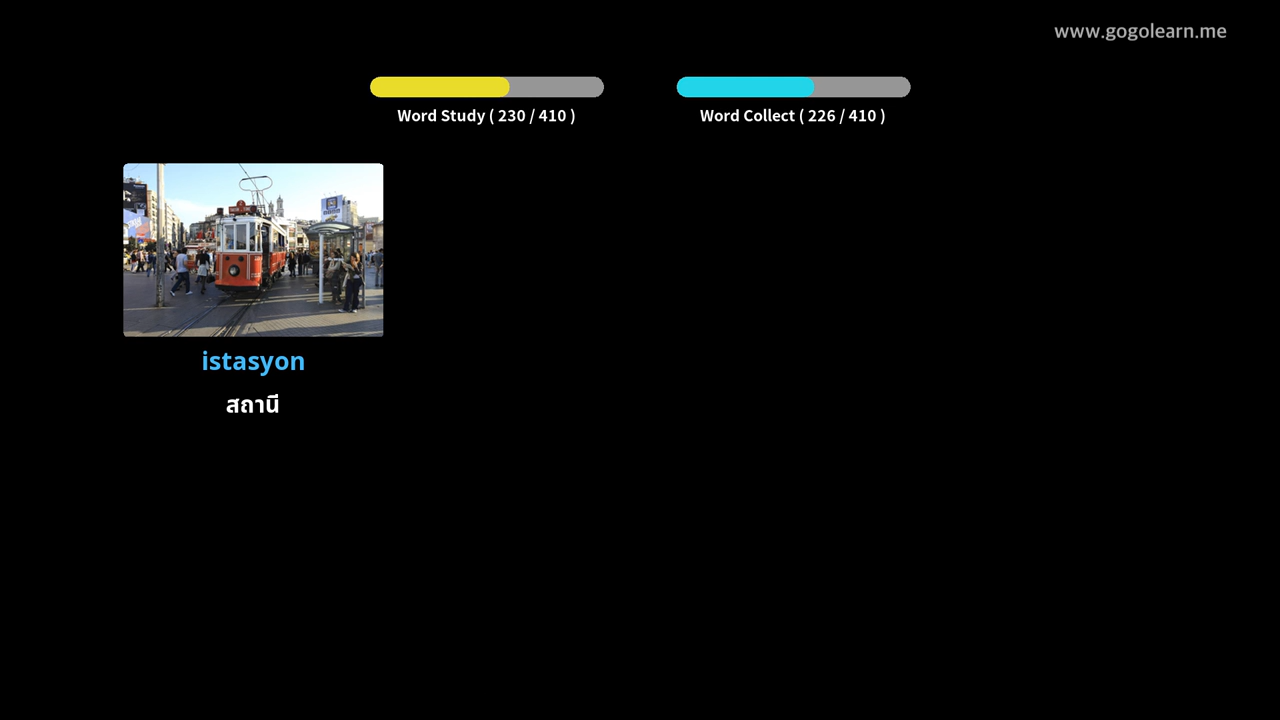 www.gogolearn.me
Word Study ( 230 / 410 )
Word Collect ( 226 / 410 )
istasyon
สถานี